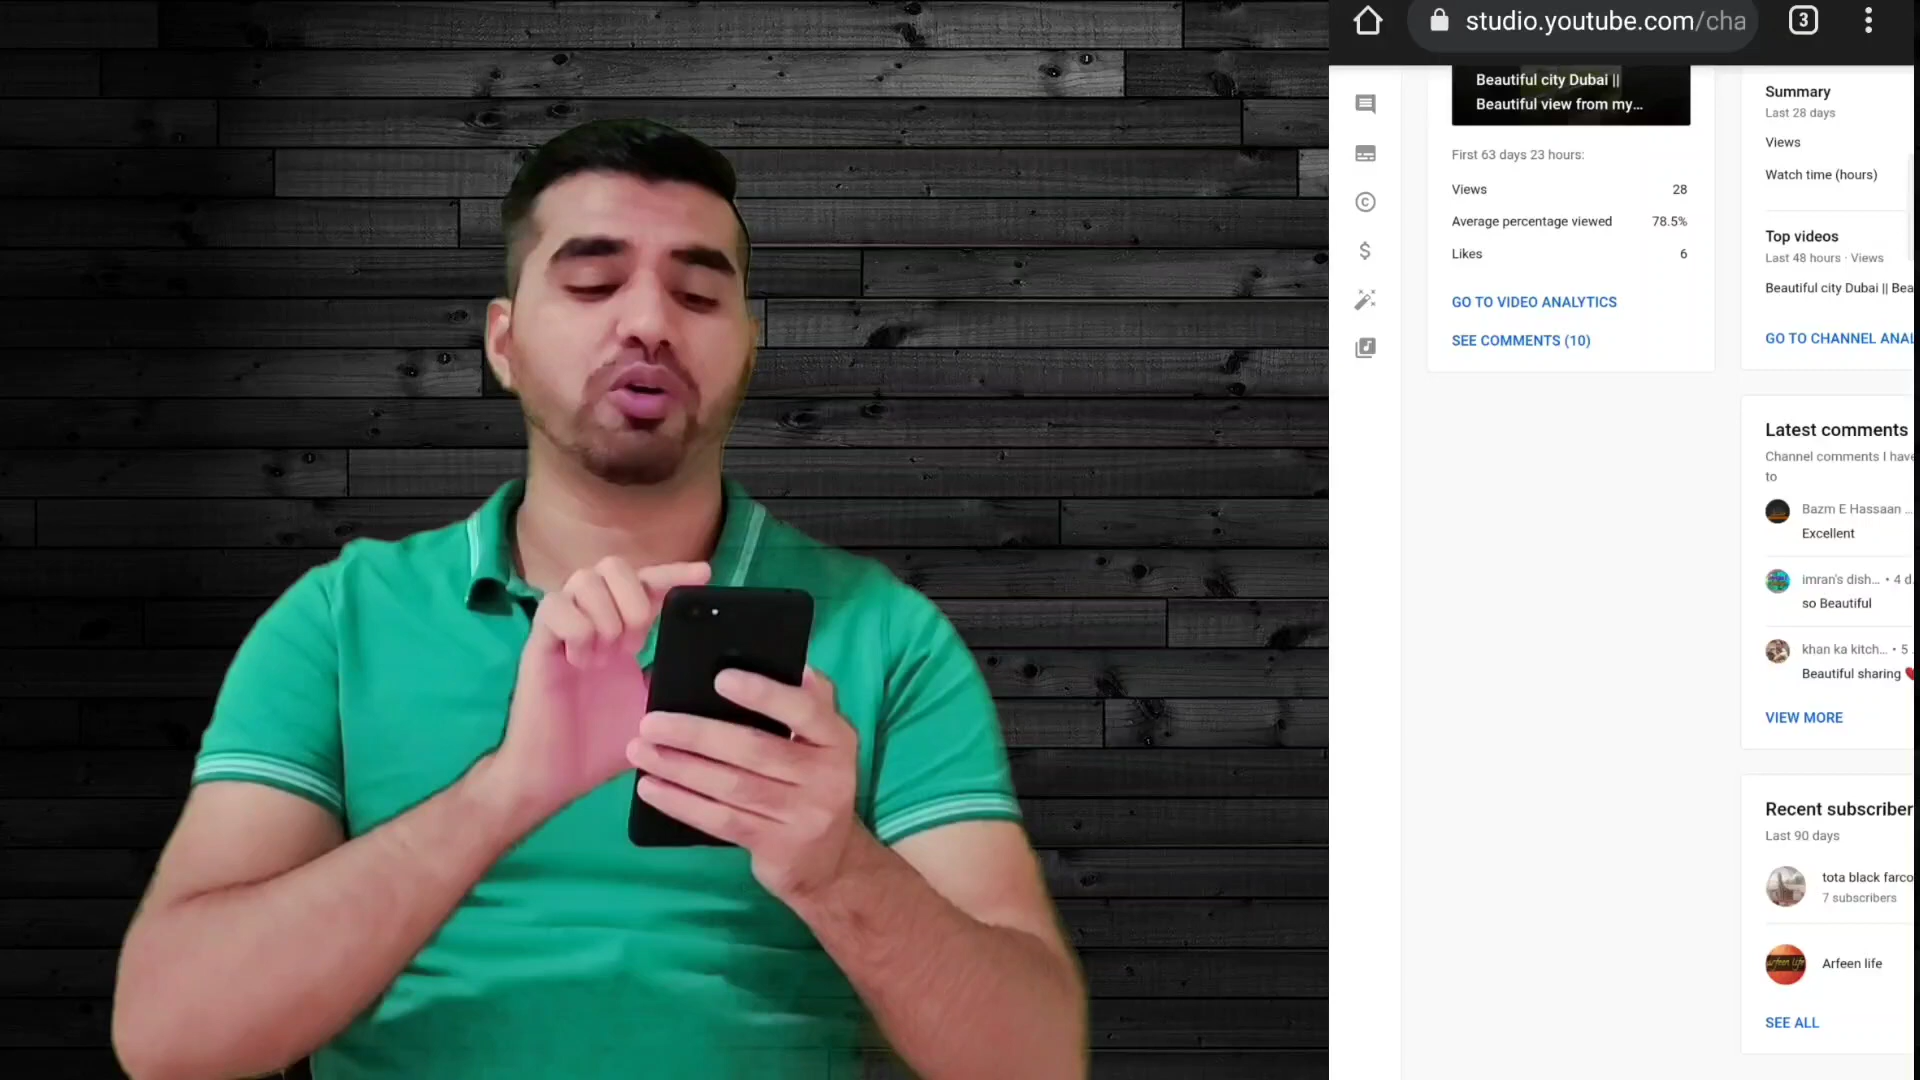 studio.youtube.com/cha
3
Beautiful city Dubai ||
Beautiful view from my...
First 63 days 23 hours:
Views 28
Average percentage viewed 78.5%
Likes 6
GO TO VIDEO ANALYTICS
SEE COMMENTS (10)
Summary
Last 28 days
Views
Watch time (hours)
Top videos
Last 48 hours · Views
Beautiful city Dubai || Bea
GO TO CHANNEL ANAL
Latest comments
Channel comments I have
to
Bazm E Hassaan ...
Excellent
imran's dish... • 4 d
so Beautiful
khan ka kitch... • 5
Beautiful sharing
VIEW MORE
Recent subscriber
Last 90 days
tota black farco
7 subscribers
arfeen life
Arfeen life
SEE ALL